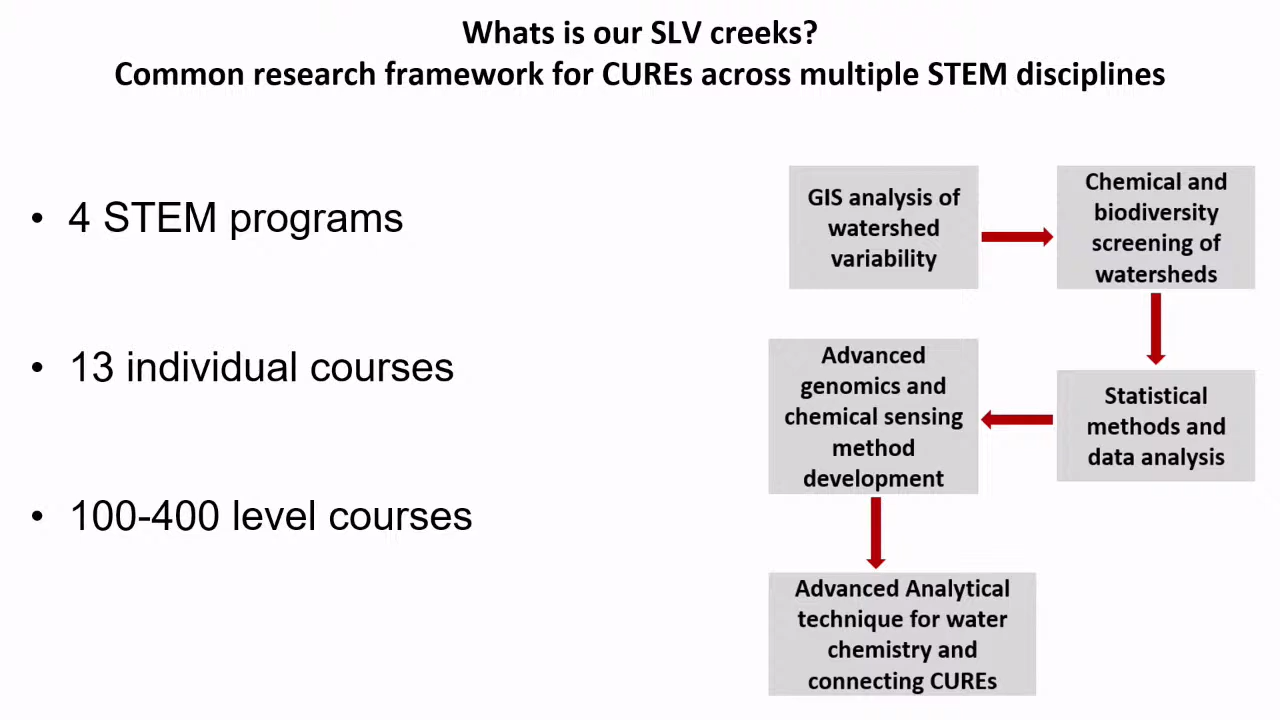 Whats is our SLV creeks?
Common research framework for CUREs across multiple STEM disciplines
• 4 STEM programs
• 13 individual courses
• 100-400 level courses
GIS analysis of
watershed
variability
Chemical and
biodiversity
screening of
watersheds
Statistical
methods and
data analysis
Advanced
genomics and
chemical sensing
method
development
Advanced Analytical
technique for water
chemistry and
connecting CUREs